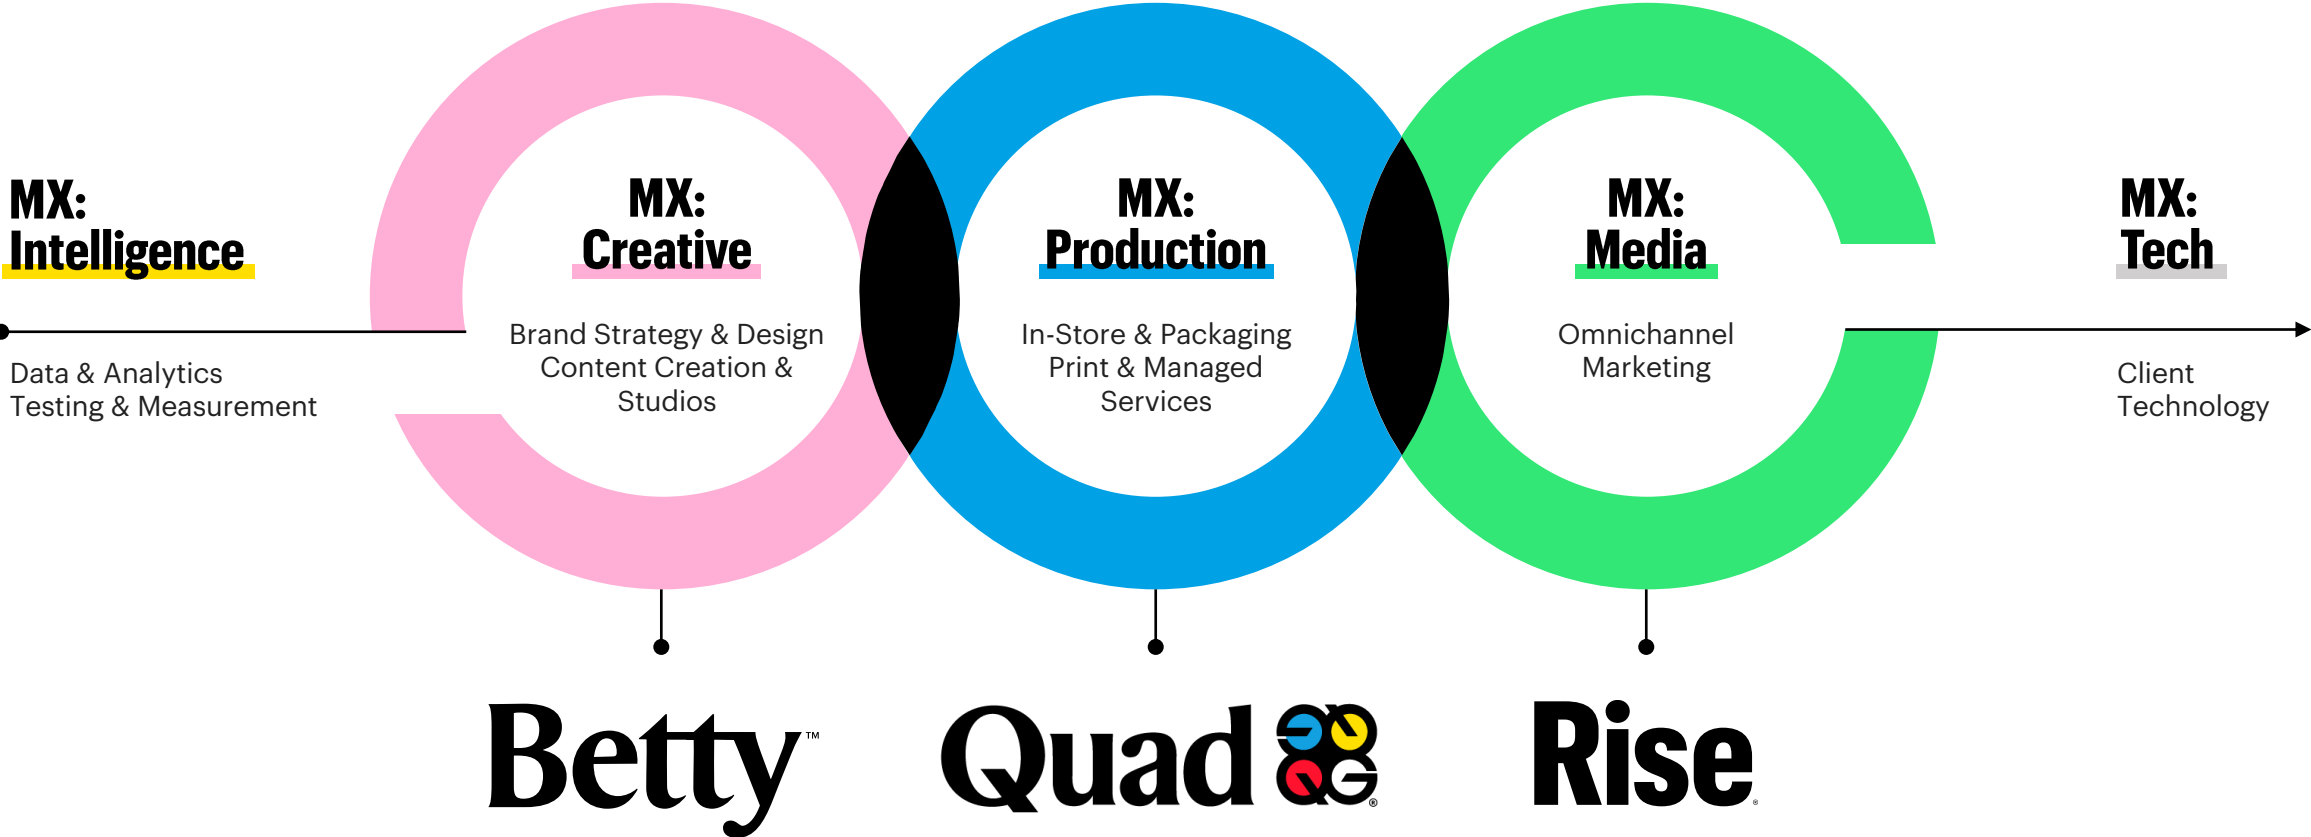 MX:
Intelligence
Data & Analytics
Testing & Measurement
MX:
Creative
Brand Strategy & Design
Content Creation &
Studios
MX:
Production
In-Store & Packaging
Print & Managed
Services
MX:
Media
Omnichannel
Marketing
MX:
Tech
Client
Technology
Betty™
Quad®
Rise®